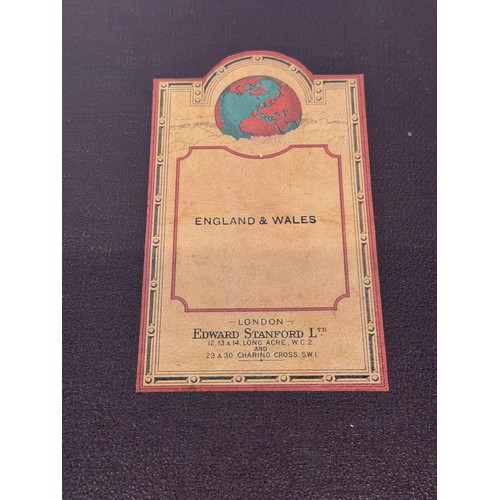 ENGLAND & WALES
LONDON
EDWARD STANFORD LTD.
12, 13 & 14, LONG ACRE, W.C.2.
AND
29 & 30 CHARING CROSS, S.W.1.